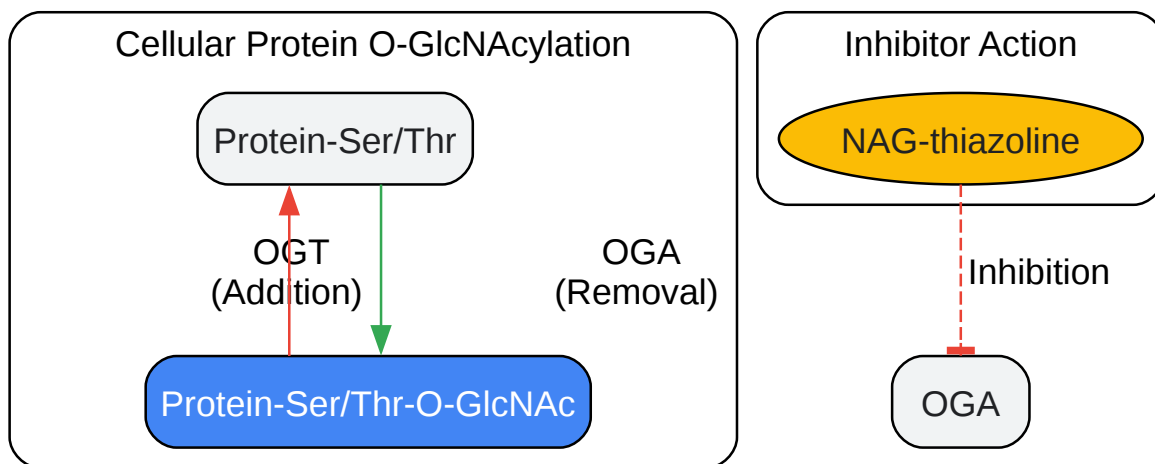 Cellular Protein O-GlcNAcylation
Protein-Ser/Thr
OGT
(Addition)
OGA
(Removal)
Protein-Ser/Thr-O-GlcNAc
Inhibitor Action
NAG-thiazoline
Inhibition
OGA